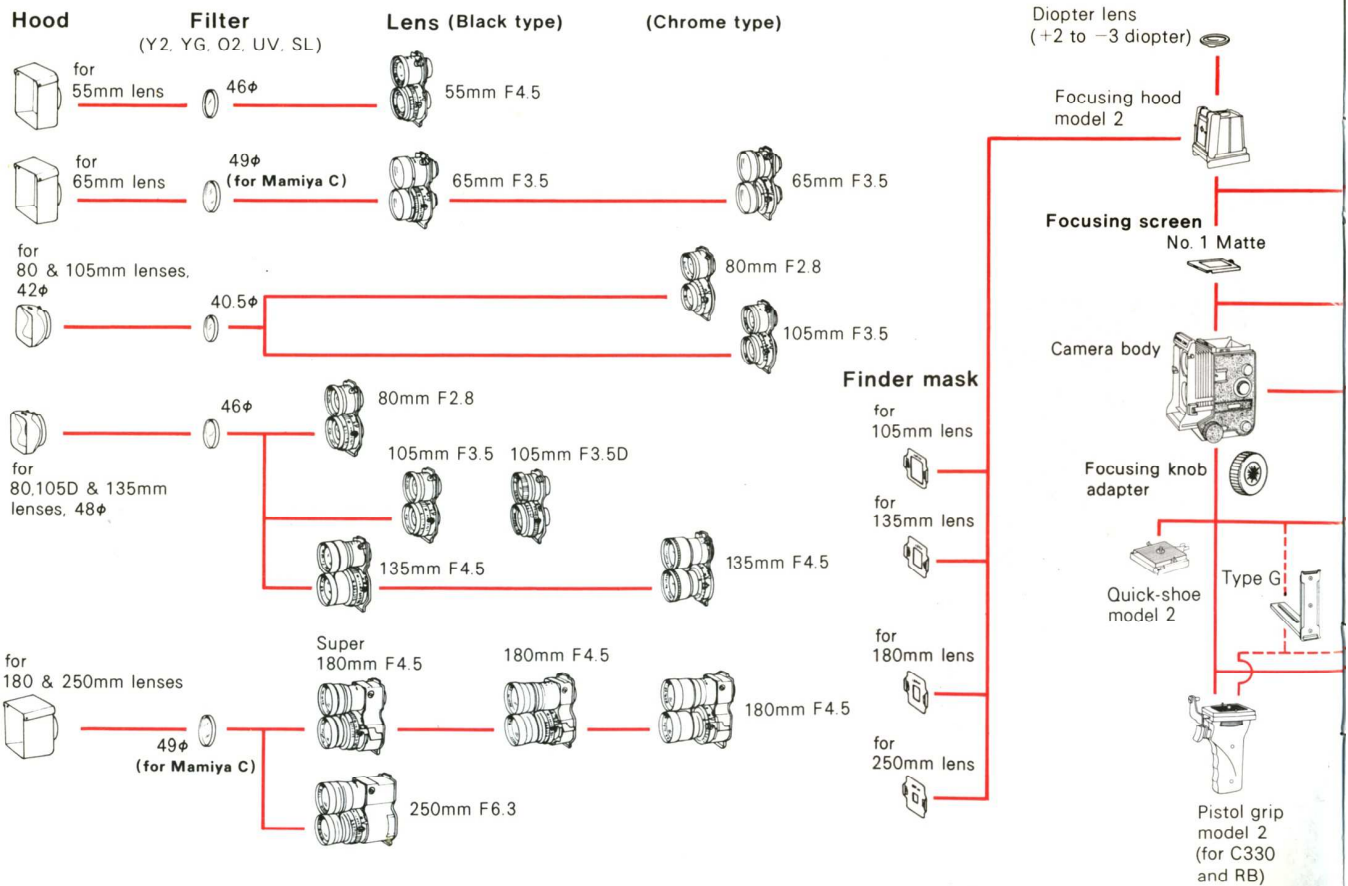 Hood
Filter
(Y2, YG, O2, UV, SL)
Lens (Black type)
(Chrome type)
for
55mm lens
46φ
55mm F4.5
for
65mm lens
49φ
(for Mamiya C)
65mm F3.5
65mm F3.5
for
80 & 105mm lenses,
42φ
40.5φ
80mm F2.8
105mm F3.5
for
80,105D & 135mm
lenses, 48φ
46φ
80mm F2.8
105mm F3.5
105mm F3.5D
135mm F4.5
135mm F4.5
for
180 & 250mm lenses
49φ
(for Mamiya C)
Super
180mm F4.5
180mm F4.5
180mm F4.5
250mm F6.3
Finder mask
for
105mm lens
for
135mm lens
for
180mm lens
for
250mm lens
Diopter lens
(+2 to −3 diopter)
Focusing hood
model 2
Focusing screen
No. 1 Matte
Camera body
Focusing knob
adapter
Quick-shoe
model 2
Type G
Pistol grip
model 2
(for C330
and RB)